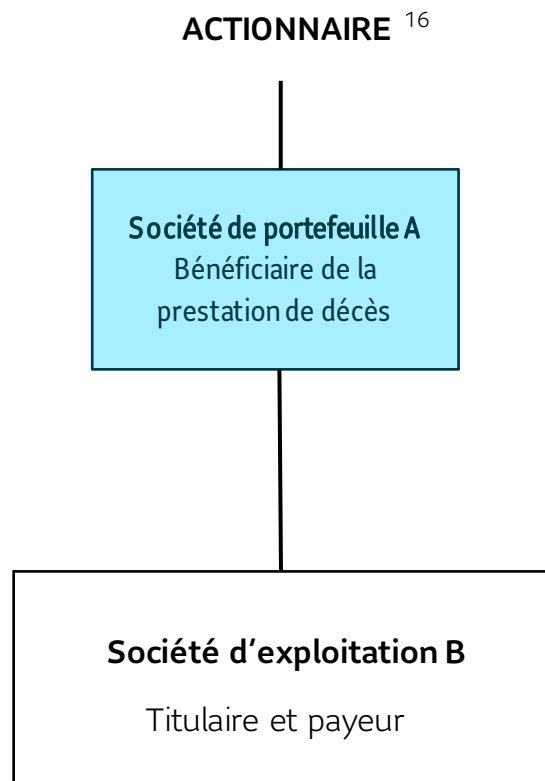 ACTIONNAIRE 16
Société de portefeuille A
Bénéficiaire de la
prestation de décès
Société d’exploitation B
Titulaire et payeur